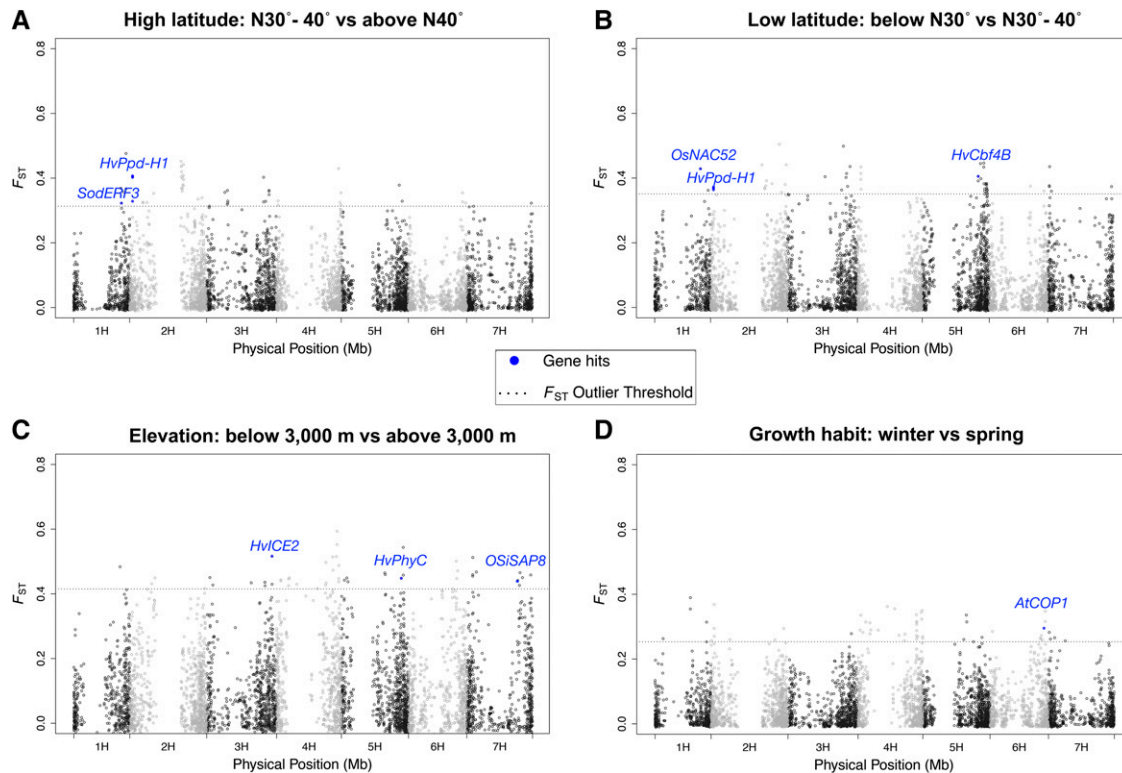 A
High latitude: N30°- 40° vs above N40°
0.8
0.6
0.4
0.2
0.0
FST
HvPpd-H1
SodERF3
1H 2H 3H 4H 5H 6H 7H
Physical Position (Mb)
B
Low latitude: below N30° vs N30°- 40°
0.8
0.6
0.4
0.2
0.0
FST
OsNAC52
HvPpd-H1
HvCbf4B
1H 2H 3H 4H 5H 6H 7H
Physical Position (Mb)
Gene hits
FST Outlier Threshold
C
Elevation: below 3,000 m vs above 3,000 m
0.8
0.6
0.4
0.2
0.0
FST
HvICE2
HvPhyC
OSiSAP8
1H 2H 3H 4H 5H 6H 7H
Physical Position (Mb)
D
Growth habit: winter vs spring
0.8
0.6
0.4
0.2
0.0
FST
AtCOP1
1H 2H 3H 4H 5H 6H 7H
Physical Position (Mb)